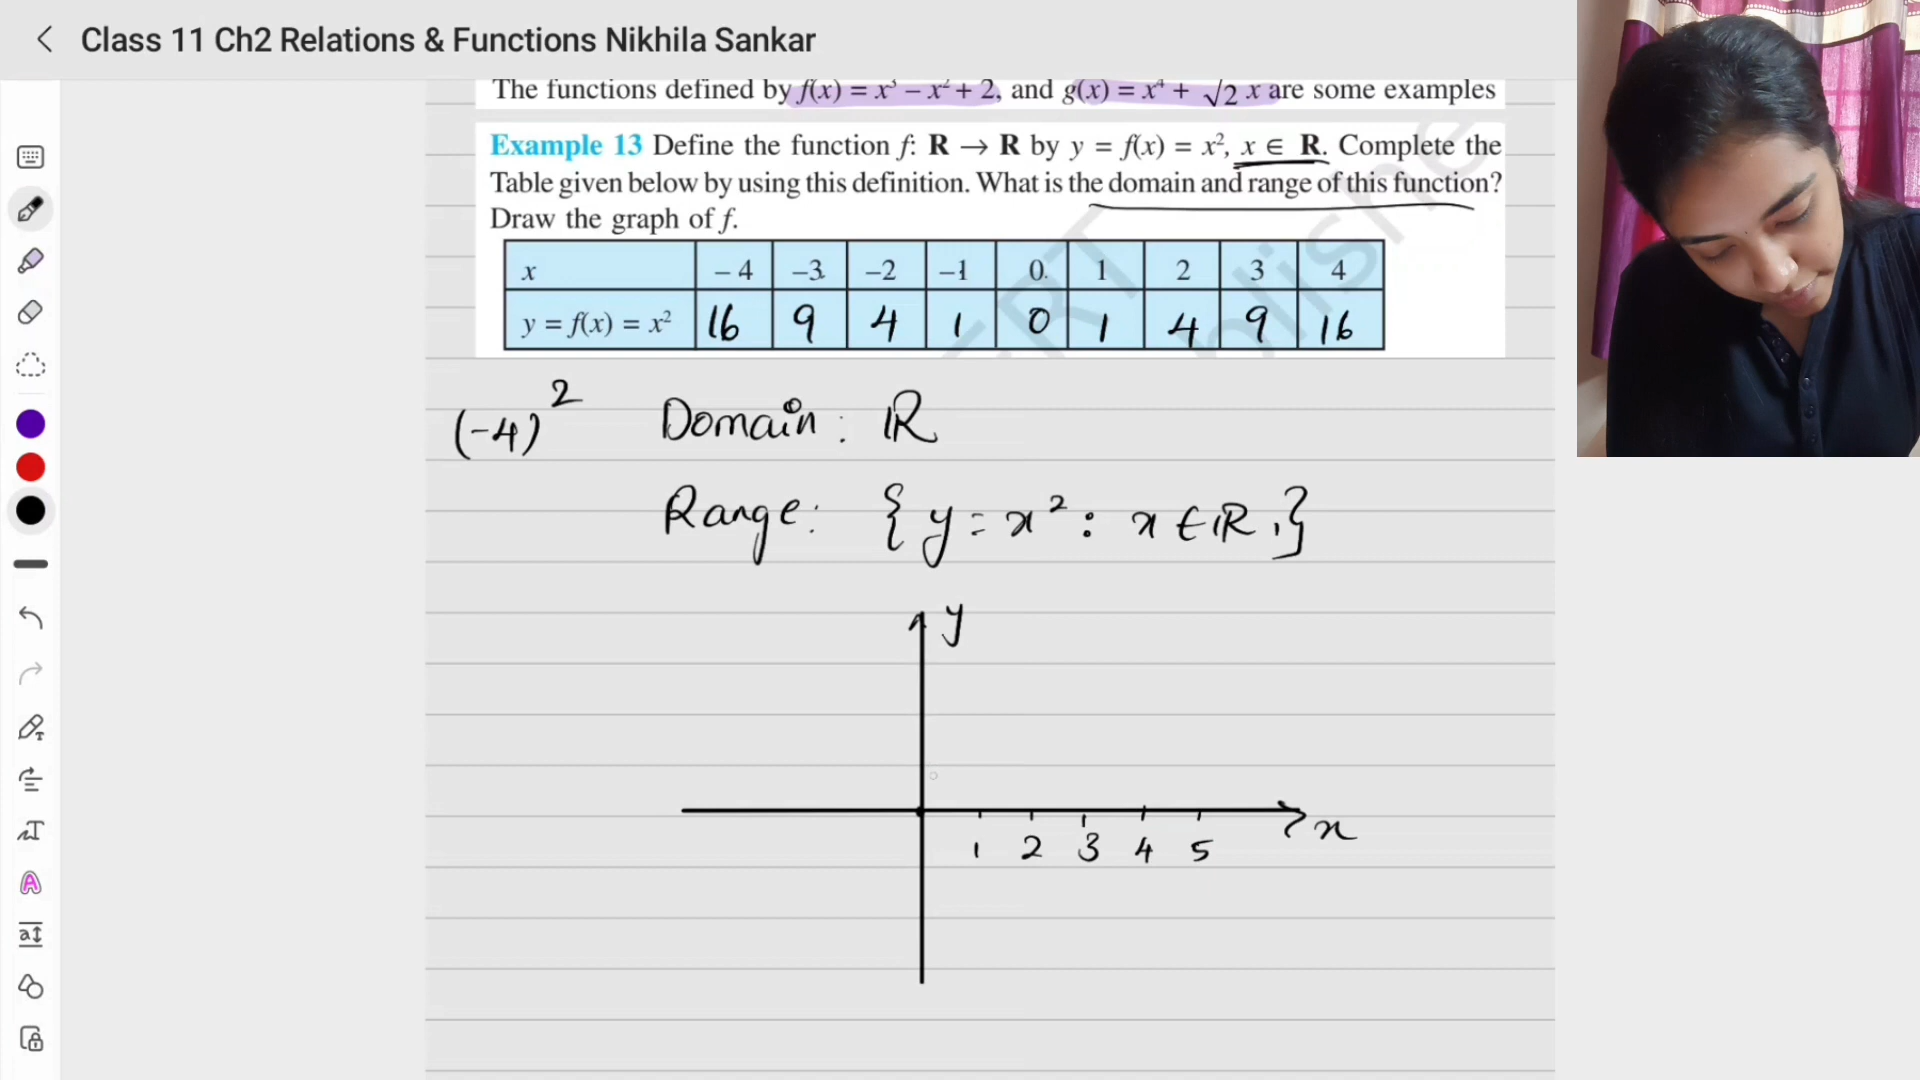 Class 11 Ch2 Relations & Functions Nikhila Sankar
The functions defined by f(x) = x³ – x² + 2, and g(x) = x⁴ + √2 x are some examples
Example 13 Define the function f: R → R by y = f(x) = x², x ∈ R. Complete the
Table given below by using this definition. What is the domain and range of this function?
Draw the graph of f.
x – 4 –3 –2 –1 0 1 2 3 4
y = f(x) = x² 16 9 4 1 0 1 4 9 16
(-4)² Domain : R
Range: { y = x² : x ∈ R }
y
x
1 2 3 4 5